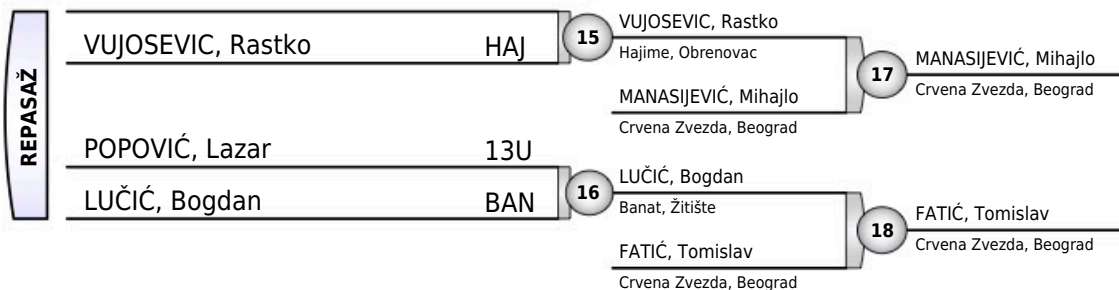 REPASAŽ
VUJOSEVIC, Rastko HAJ
15
VUJOSEVIC, Rastko
Hajime, Obrenovac
MANASIJEVIĆ, Mihajlo
Crvena Zvezda, Beograd
17
MANASIJEVIĆ, Mihajlo
Crvena Zvezda, Beograd
POPOVIĆ, Lazar 13U
LUČIĆ, Bogdan BAN
16
LUČIĆ, Bogdan
Banat, Žitište
FATIĆ, Tomislav
Crvena Zvezda, Beograd
18
FATIĆ, Tomislav
Crvena Zvezda, Beograd